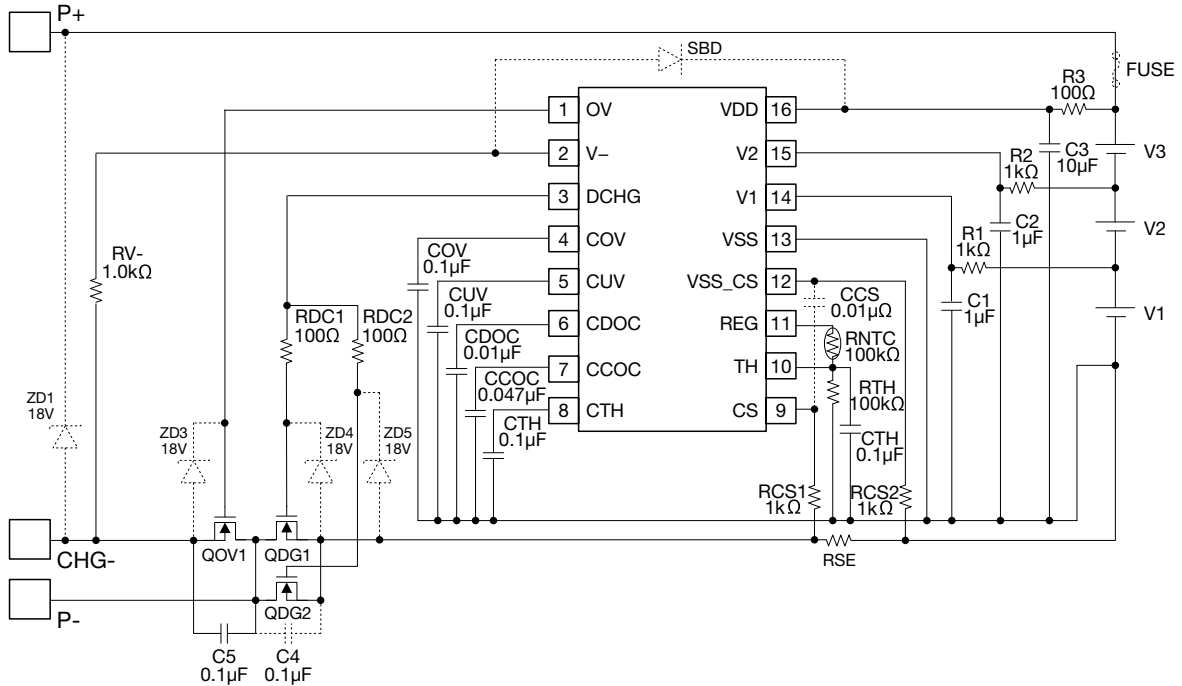 P+
SBD
FUSE
R3
100Ω
1 OV
VDD 16
2 V−
V2 15
R2
1kΩ
C3
10µF
V3
3 DCHG
V1 14
R1
1kΩ
C2
1µF
V2
4 COV
VSS 13
COV
0.1µF
RV-
1.0kΩ
5 CUV
VSS_CS 12
CUV
0.1µF
CCS
0.01µΩ
C1
1µF
V1
6 CDOC
REG 11
RDC1
100Ω
RDC2
100Ω
CDOC
0.01µF
RNTC
100kΩ
7 CCOC
TH 10
CCOC
0.047µF
RTH
100kΩ
8 CTH
CS 9
CTH
0.1µF
CTH
0.1µF
ZD1
18V
ZD3
18V
ZD4
18V
ZD5
18V
RCS1
1kΩ
RCS2
1kΩ
CHG-
QOV1
QDG1
RSE
P-
QDG2
C5
0.1µF
C4
0.1µF